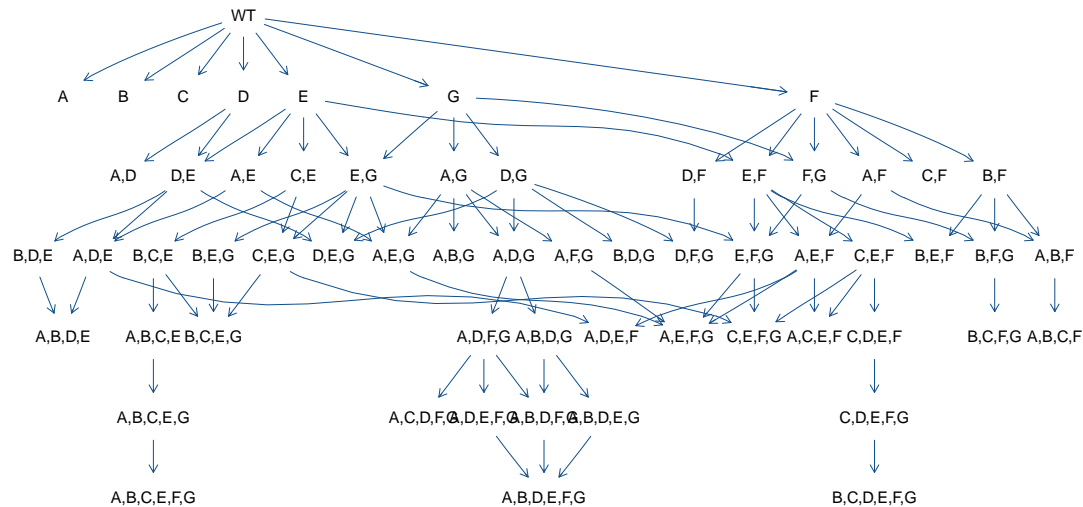 WT
A B C D E G F
A,D D,E A,E C,E E,G A,G D,G D,F E,F F,G A,F C,F B,F
B,D,E A,D,E B,C,E B,E,G C,E,G D,E,G A,E,G A,B,G A,D,G A,F,G B,D,G D,F,G E,F,G A,E,F C,E,F B,E,F B,F,G A,B,F
A,B,D,E A,B,C,E B,C,E,G A,D,F,G A,B,D,G A,D,E,F A,E,F,G C,E,F,G A,C,E,F C,D,E,F B,C,F,G A,B,C,F
A,B,C,E,G A,C,D,F,G A,D,E,F,G A,B,D,F,G A,B,D,E,G C,D,E,F,G
A,B,C,E,F,G A,B,D,E,F,G B,C,D,E,F,G